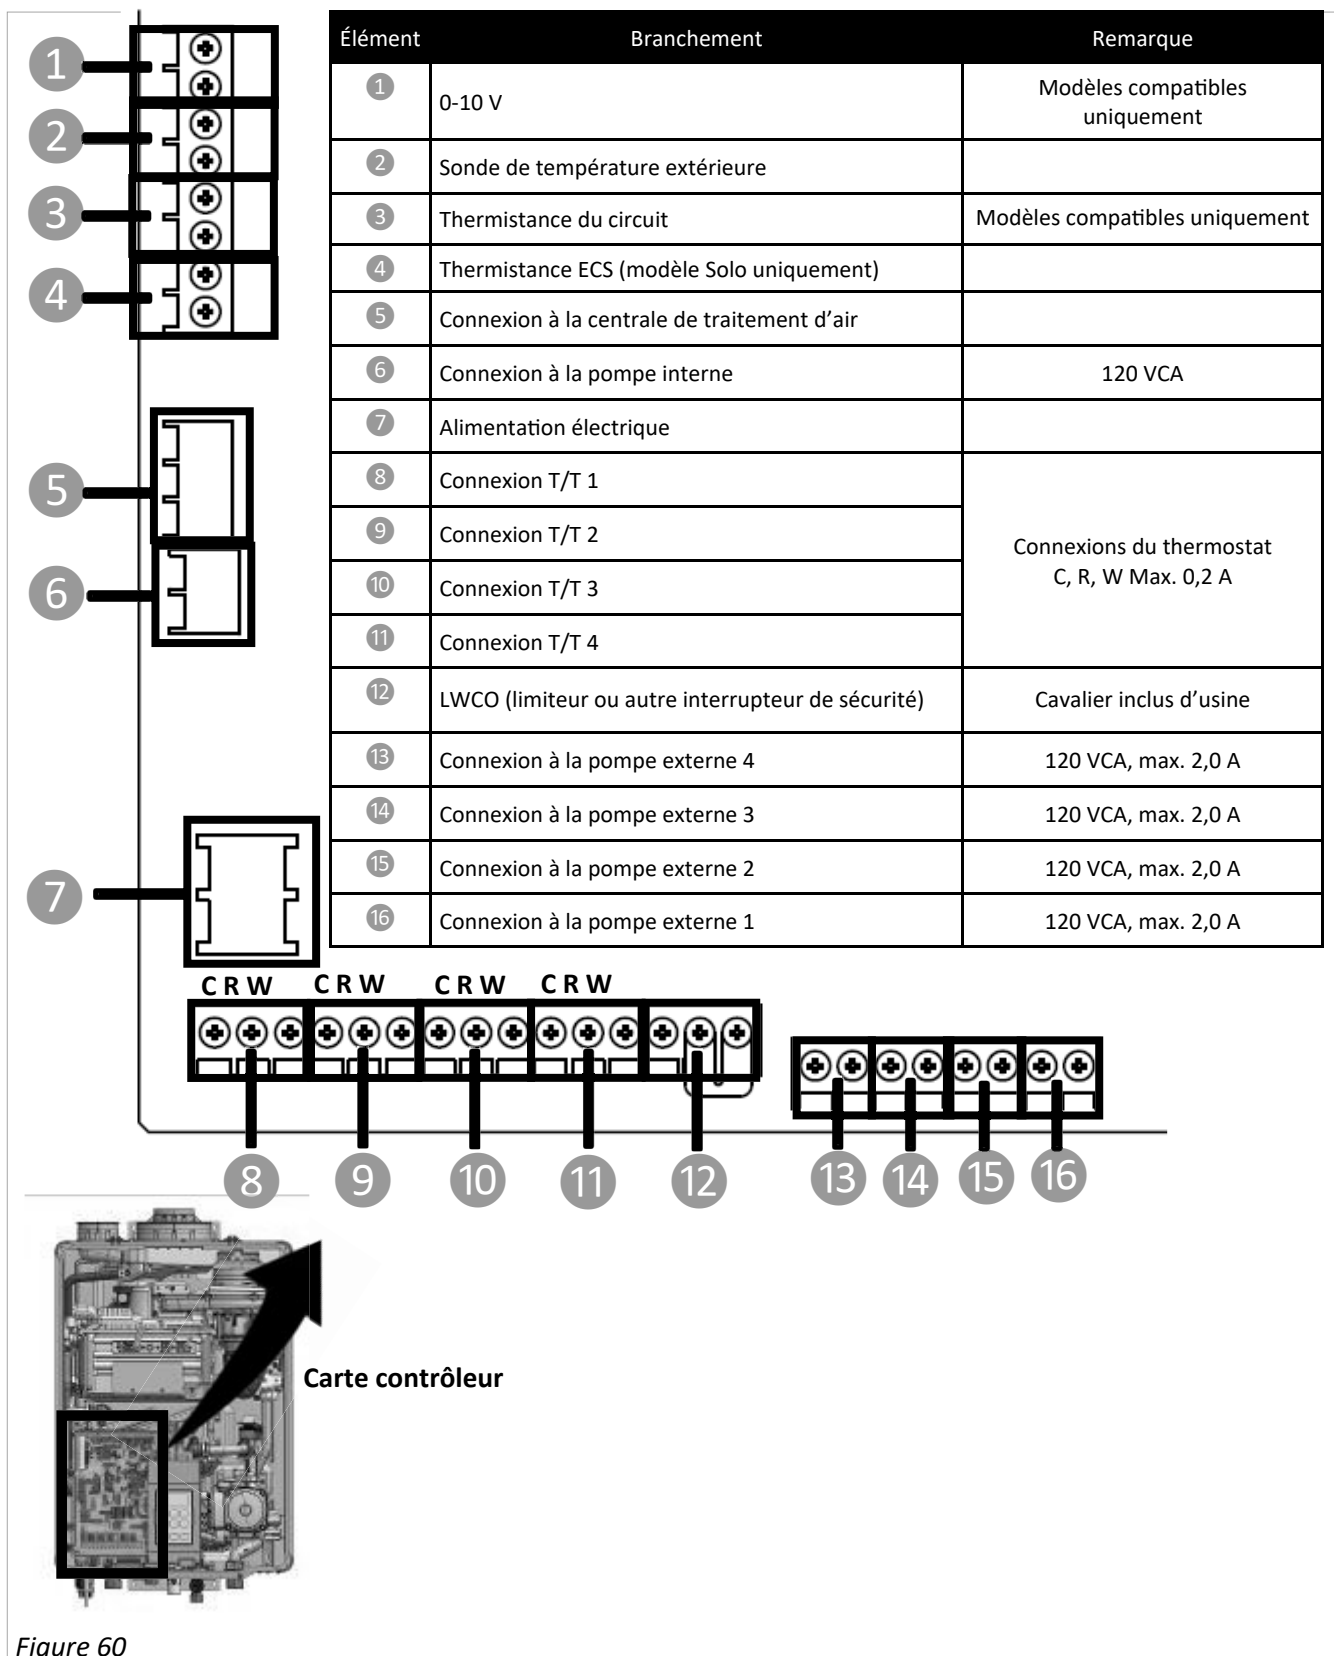 Élément Branchement Remarque
1 0-10 V Modèles compatibles
uniquement
2 Sonde de température extérieure
3 Thermistance du circuit Modèles compatibles uniquement
4 Thermistance ECS (modèle Solo uniquement)
5 Connexion à la centrale de traitement d’air
6 Connexion à la pompe interne 120 VCA
7 Alimentation électrique
8 Connexion T/T 1
9 Connexion T/T 2
Connexions du thermostat
C, R, W Max. 0,2 A
10 Connexion T/T 3
11 Connexion T/T 4
12 LWCO (limiteur ou autre interrupteur de sécurité) Cavalier inclus d’usine
13 Connexion à la pompe externe 4 120 VCA, max. 2,0 A
14 Connexion à la pompe externe 3 120 VCA, max. 2,0 A
15 Connexion à la pompe externe 2 120 VCA, max. 2,0 A
16 Connexion à la pompe externe 1 120 VCA, max. 2,0 A
1
2
3
4
5
6
7
C R W C R W C R W C R W
8 9 10 11 12 13 14 15 16
Carte contrôleur
Figure 60